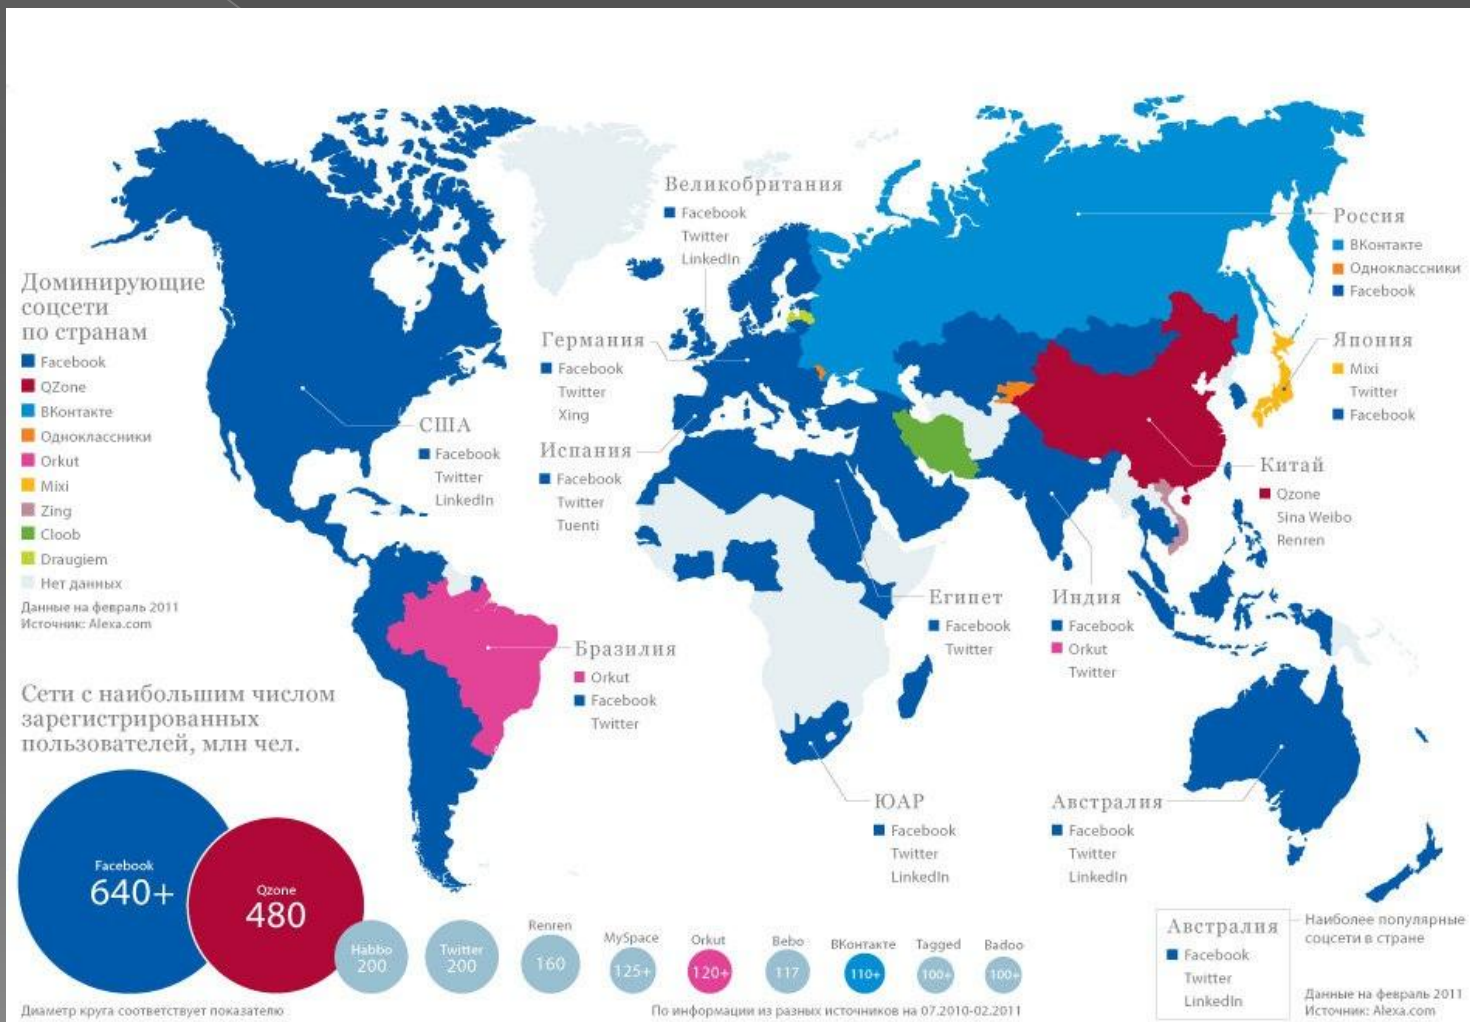 Великобритания
Facebook
Twitter
LinkedIn
Россия
ВКонтакте
Одноклассники
Facebook
Доминирующие
соцсети
по странам
Facebook
QZone
ВКонтакте
Одноклассники
Orkut
Mixi
Zing
Cloob
Draugiem
Нет данных
Данные на февраль 2011
Источник: Alexa.com
Германия
Facebook
Twitter
Xing
Япония
Mixi
Twitter
Facebook
США
Facebook
Twitter
LinkedIn
Испания
Facebook
Twitter
Tuenti
Китай
Qzone
Sina Weibo
Renren
Египет
Facebook
Twitter
Индия
Facebook
Orkut
Twitter
Бразилия
Orkut
Facebook
Twitter
ЮАР
Facebook
Twitter
LinkedIn
Австралия
Facebook
Twitter
LinkedIn
Сети с наибольшим числом
зарегистрированных
пользователей, млн чел.
Facebook
640+
Qzone
480
Habbo
200
Twitter
200
Renren
160
MySpace
125+
Orkut
120+
Bebo
117
ВКонтакте
110+
Tagged
100+
Badoo
100+
Диаметр круга соответствует показателю
По информации из разных источников на 07.2010-02.2011
Австралия
Facebook
Twitter
LinkedIn
Наиболее популярные
соцсети в стране
Данные на февраль 2011
Источник: Alexa.com